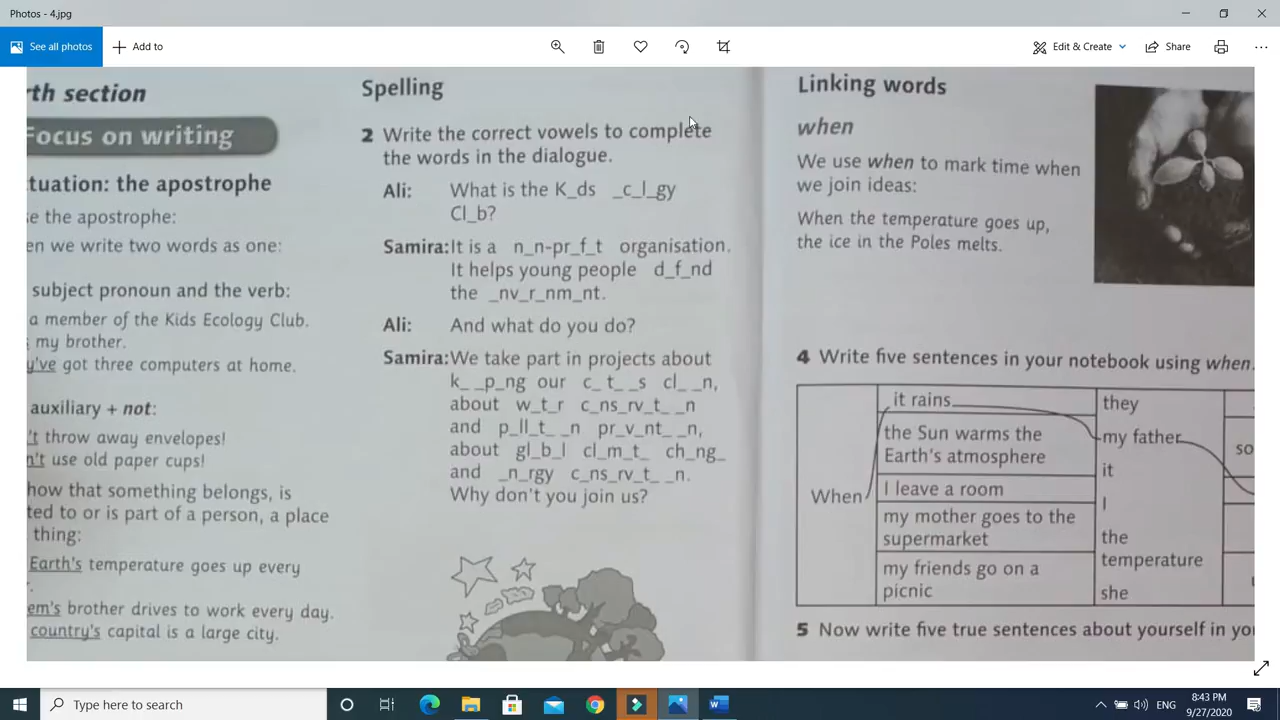 Photos - 4.jpg
See all photos
Add to
Edit & Create
Share
rth section
Focus on writing
tuation: the apostrophe
se the apostrophe:
en we write two words as one:
subject pronoun and the verb:
a member of the Kids Ecology Club.
my brother.
y've got three computers at home.
auxiliary + not:
't throw away envelopes!
n't use old paper cups!
how that something belongs, is
ted to or is part of a person, a place
thing:
Earth's temperature goes up every
r.
em's brother drives to work every day.
country's capital is a large city.
Spelling
2 Write the correct vowels to complete
the words in the dialogue.
Ali: What is the K_ds _c_l_gy
Cl_b?
Samira: It is a n_n-pr_f_t organisation.
It helps young people d_f_nd
the _nv_r_nm_nt.
Ali: And what do you do?
Samira: We take part in projects about
k_ _p_ng our c_ t_ _s cl_ _n,
about w_t_r c_ns_rv_t_ _n
and p_ll_t_ _n pr_v_nt_ _n,
about gl_b_l cl_m_t_ ch_ng_
and _n_rgy c_ns_rv_t_ _n.
Why don't you join us?
Linking words
when
We use when to mark time when
we join ideas:
When the temperature goes up,
the ice in the Poles melts.
4 Write five sentences in your notebook using when.
When
it rains
the Sun warms the
Earth's atmosphere
I leave a room
my mother goes to the
supermarket
my friends go on a
picnic
they
my father
it
I
the
temperature
she
so
5 Now write five true sentences about yourself in yo
Type here to search
ENG
8:43 PM
9/27/2020